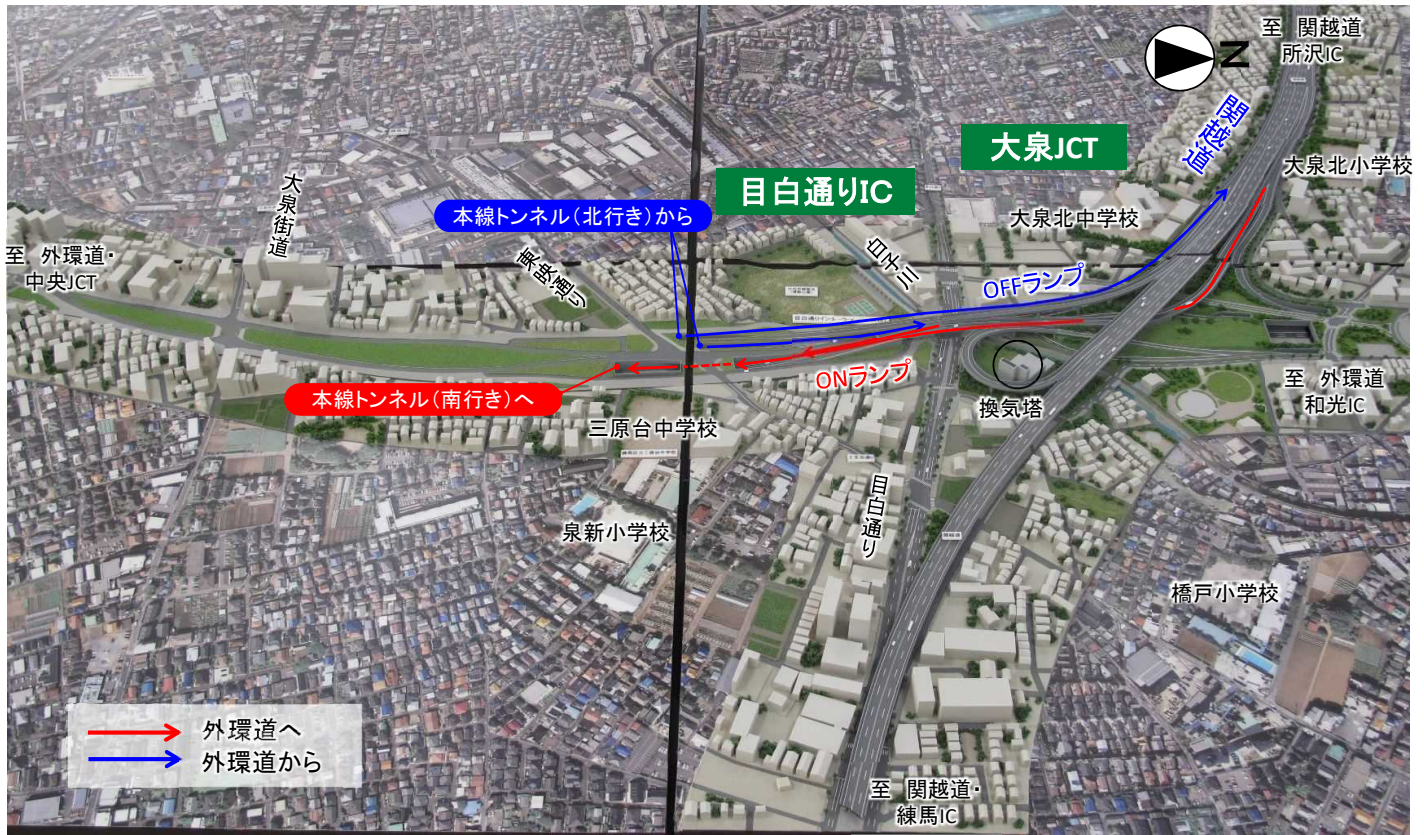 至 関越道
所沢IC
N
関越道
大泉JCT
大泉北小学校
目白通りIC
大泉北中学校
大泉街道
本線トンネル(北行き)から
白子川
至 外環道・
中央JCT
東映通り
OFFランプ
ONランプ
本線トンネル(南行き)へ
換気塔
至 外環道
和光IC
三原台中学校
目白通り
泉新小学校
橋戸小学校
外環道へ
外環道から
至 関越道・
練馬IC